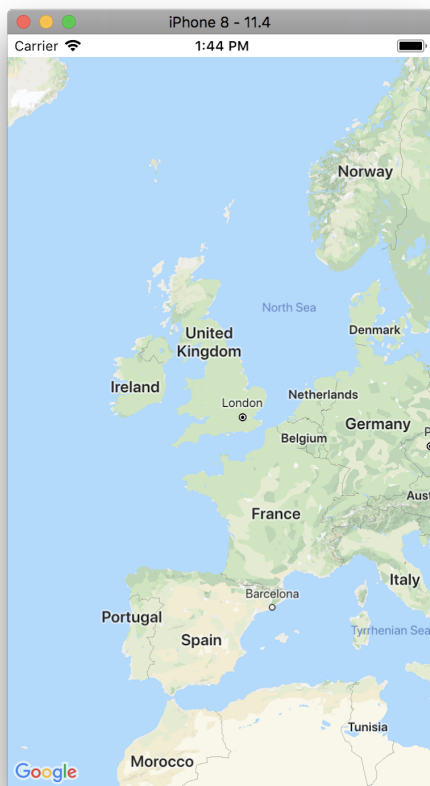 iPhone 8 - 11.4
Carrier
1:44 PM
Norway
North Sea
United
Kingdom
Denmark
Ireland
Netherlands
London
Germany
Belgium
P
Aust
France
Italy
Barcelona
Portugal
Tyrrhenian Sea
Spain
Tunisia
Morocco
Google